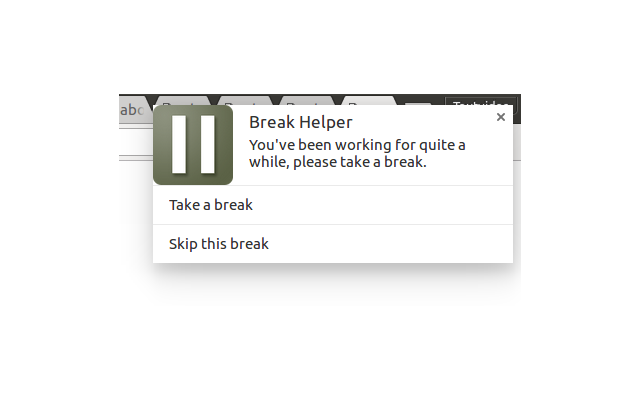 Break Helper
You've been working for quite a
while, please take a break.
Take a break
Skip this break